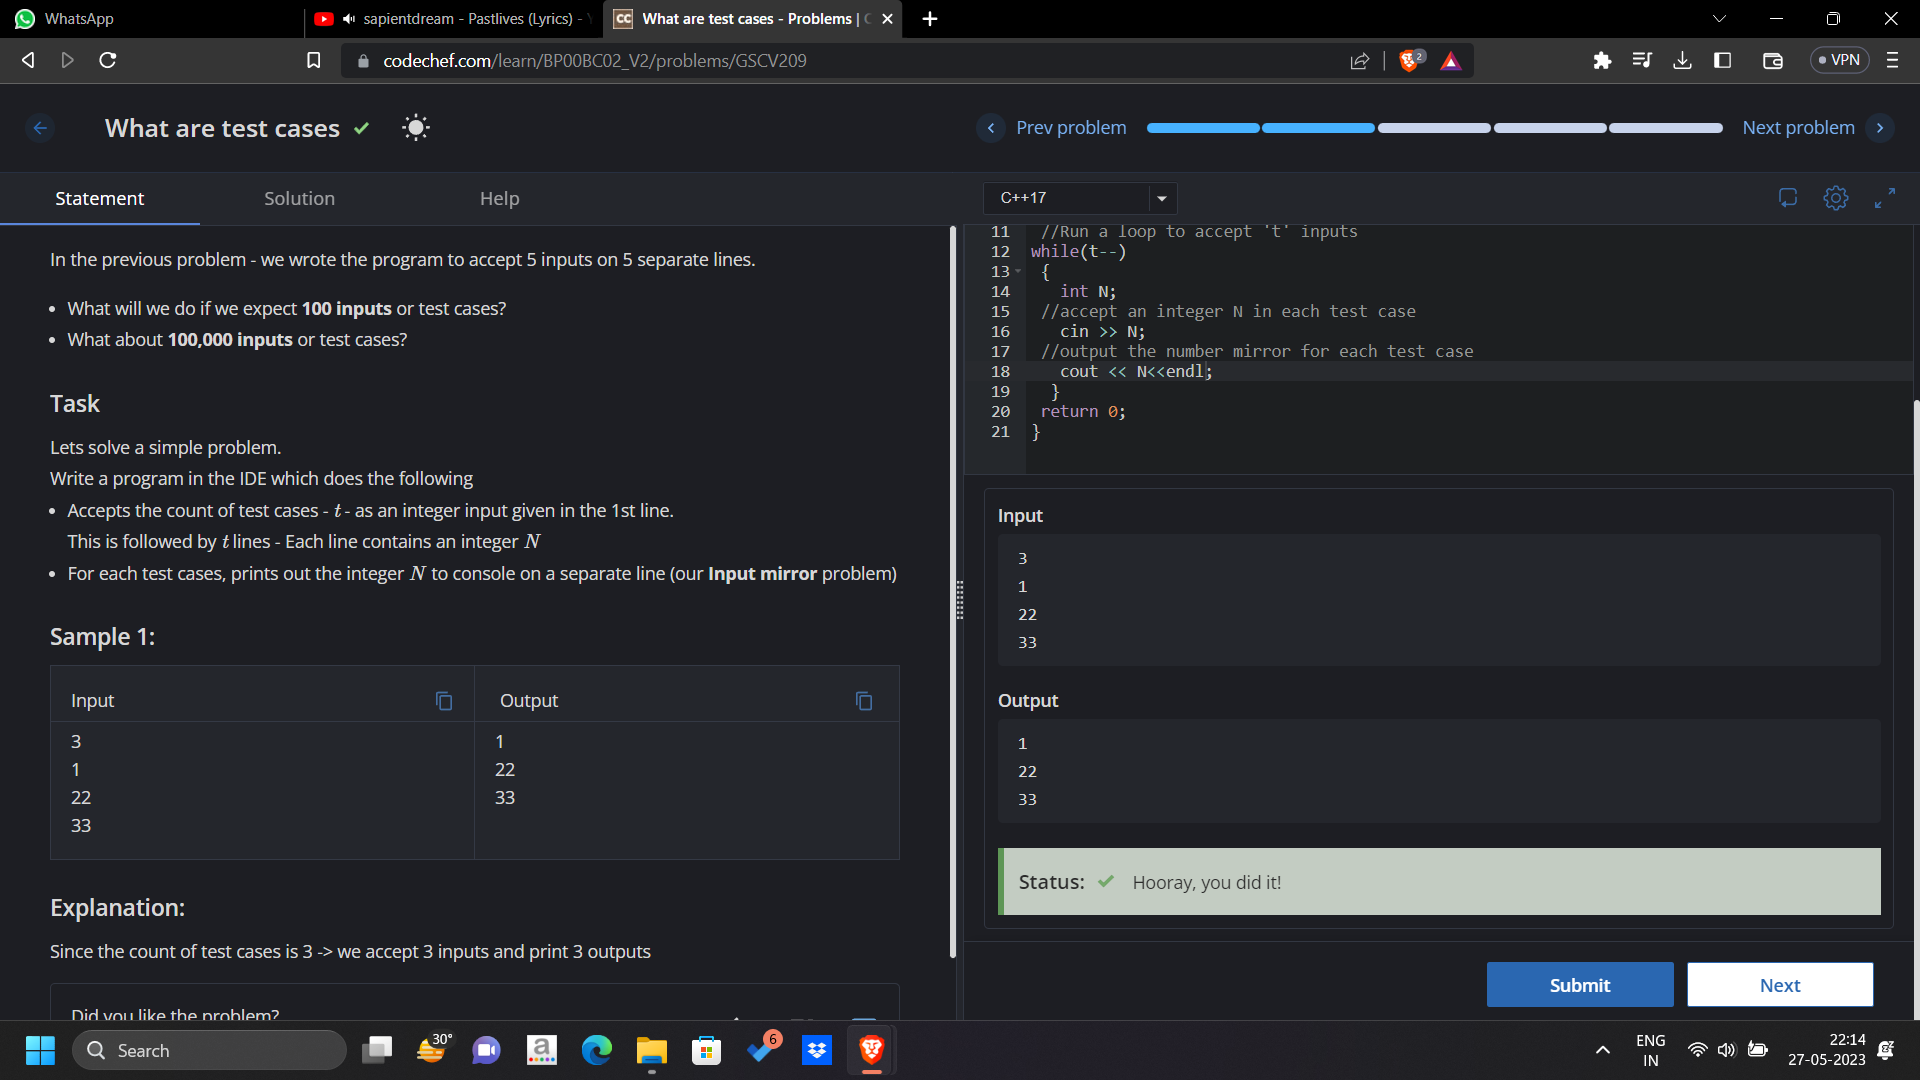 WhatsApp
sapientdream - Pastlives (Lyrics) -
What are test cases - Problems |
codechef.com/learn/BP00BC02_V2/problems/GSCV209
2
VPN
What are test cases
Prev problem
Next problem
Statement
Solution
Help
In the previous problem - we wrote the program to accept 5 inputs on 5 separate lines.
• What will we do if we expect 100 inputs or test cases?
• What about 100,000 inputs or test cases?
Task
Lets solve a simple problem.
Write a program in the IDE which does the following
• Accepts the count of test cases - t - as an integer input given in the 1st line.
This is followed by t lines - Each line contains an integer N
• For each test cases, prints out the integer N to console on a separate line (our Input mirror problem)
Sample 1:
Input
Output
3
1
22
33
1
22
33
Explanation:
Since the count of test cases is 3 -> we accept 3 inputs and print 3 outputs
Did you like the problem?
C++17
11 //Run a loop to accept 't' inputs
12 while(t--)
13 {
14 int N;
15 //accept an integer N in each test case
16 cin >> N;
17 //output the number mirror for each test case
18 cout << N<<endl;
19 }
20 return 0;
21 }
Input
3
1
22
33
Output
1
22
33
Status: Hooray, you did it!
Submit
Next
Search
30°
a
6
ENG
IN
22:14
27-05-2023